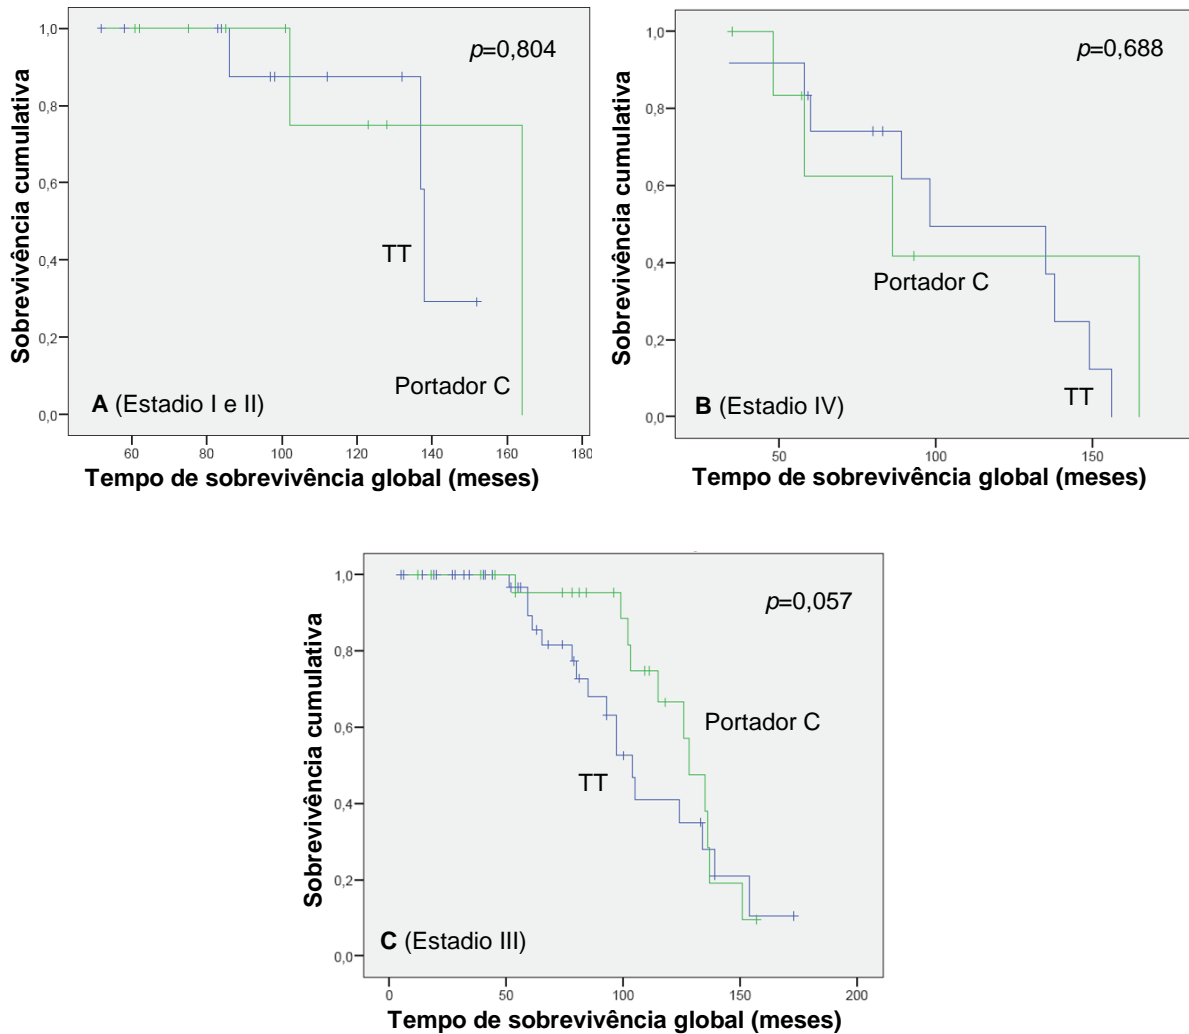 Sobrevivência cumulativa
1,0
0,8
0,6
0,4
0,2
0,0
p=0,804
TT
Portador C
A (Estadio I e II)
60 80 100 120 140 160 180
Tempo de sobrevivência global (meses)
Sobrevivência cumulativa
1,0
0,8
0,6
0,4
0,2
0,0
p=0,688
Portador C
TT
B (Estadio IV)
50 100 150
Tempo de sobrevivência global (meses)
Sobrevivência cumulativa
1,0
0,8
0,6
0,4
0,2
0,0
p=0,057
Portador C
TT
C (Estadio III)
0 50 100 150 200
Tempo de sobrevivência global (meses)